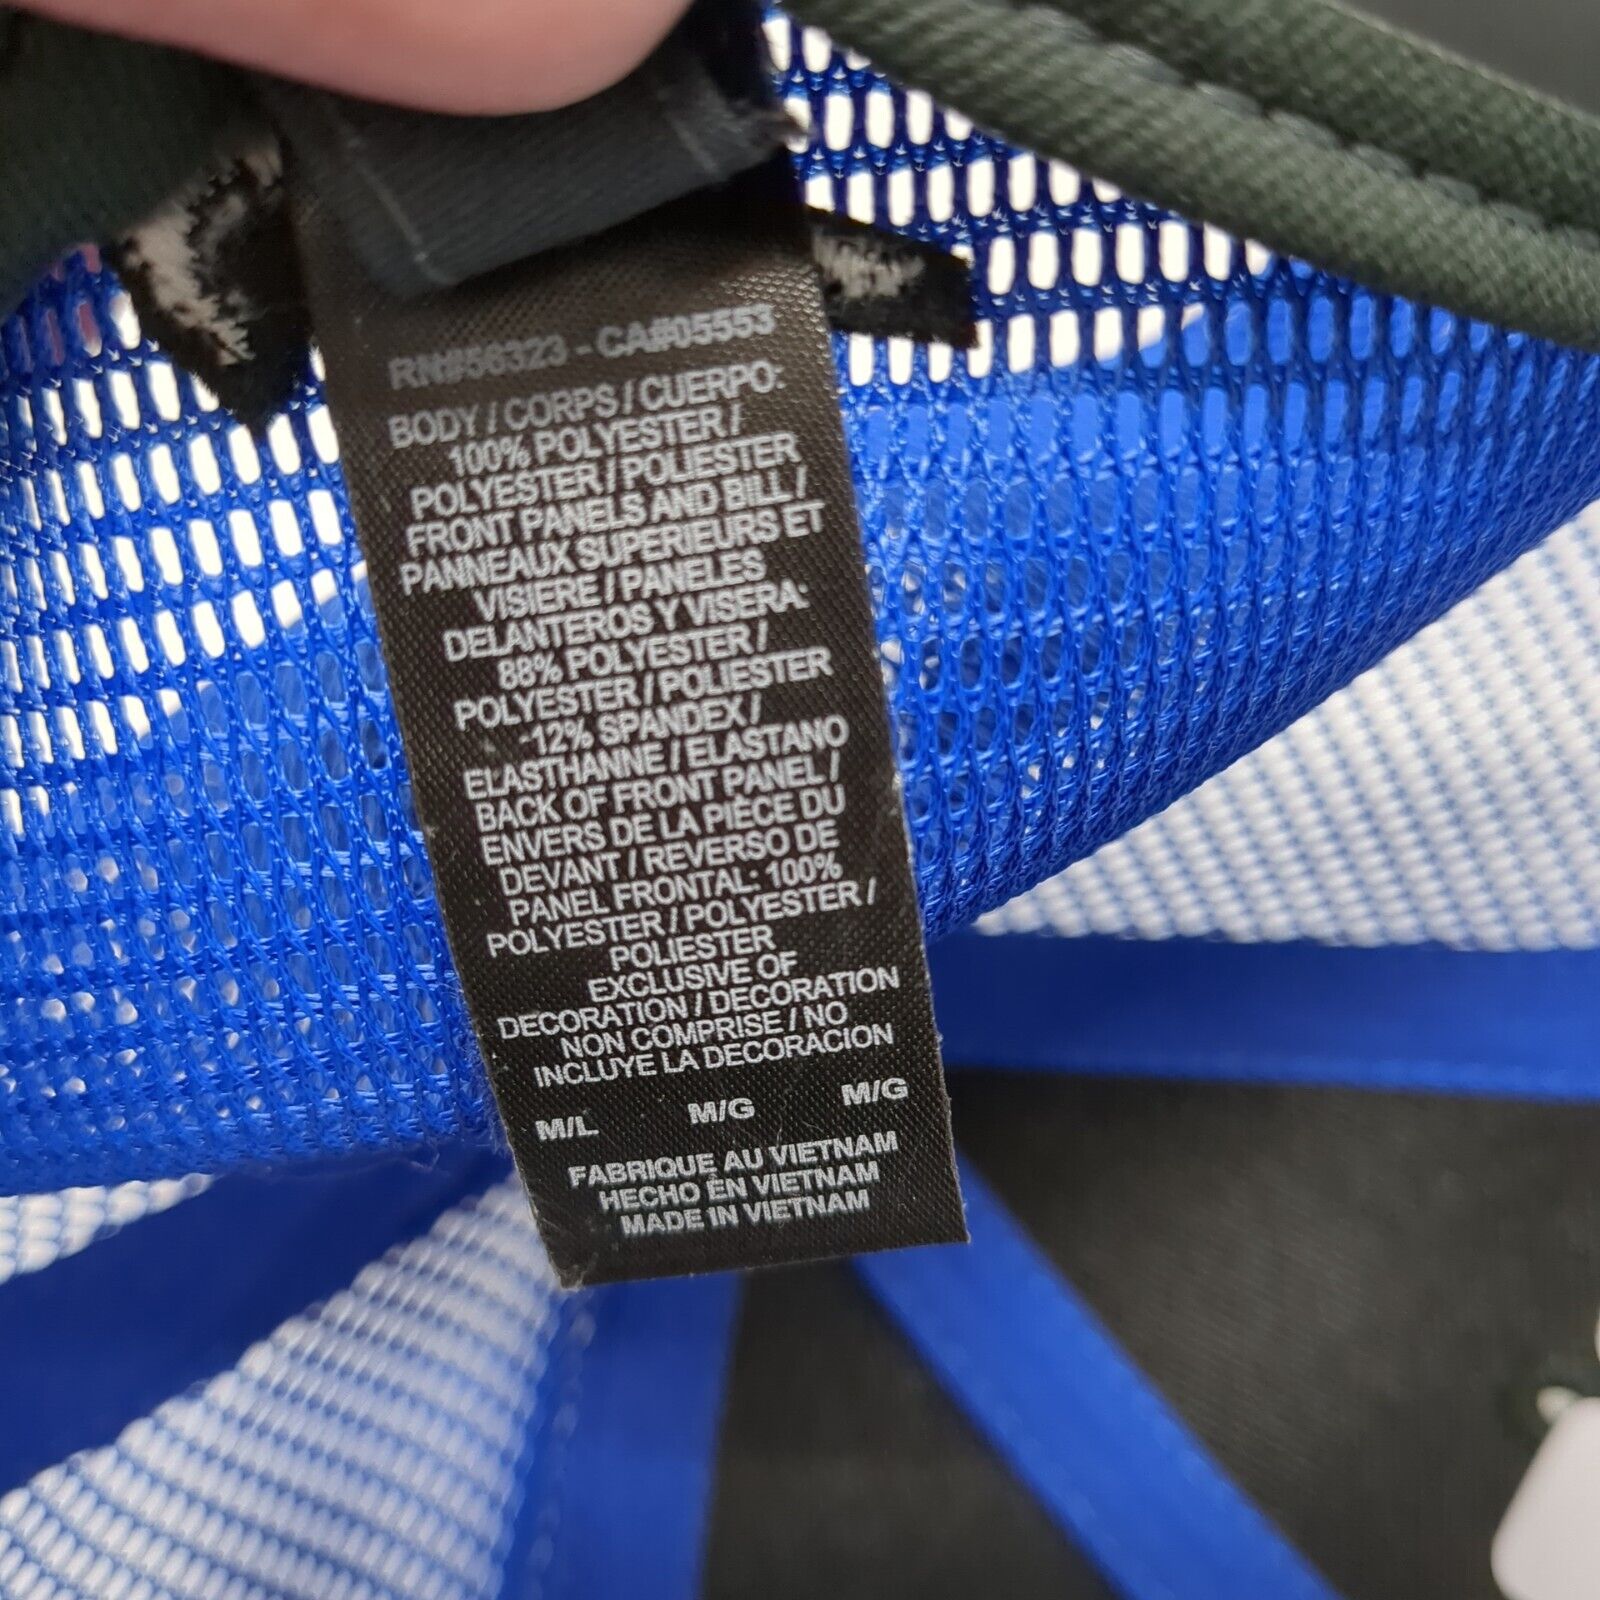 RN#56323 - CA#05553
BODY / CORPS / CUERPO:
100% POLYESTER /
POLYESTER / POLIESTER
FRONT PANELS AND BILL /
PANNEAUX SUPERIEURS ET
VISIERE / PANELES
DELANTEROS Y VISERA:
88% POLYESTER /
POLYESTER / POLIESTER
-12% SPANDEX /
ELASTHANNE / ELASTANO
BACK OF FRONT PANEL /
ENVERS DE LA PIÈCE DU
DEVANT / REVERSO DE
PANEL FRONTAL: 100%
POLYESTER / POLYESTER /
POLIESTER
EXCLUSIVE OF
DECORATION / DECORATION
NON COMPRISE / NO
INCLUYE LA DECORACION
M/L M/G M/G
FABRIQUE AU VIETNAM
HECHO EN VIETNAM
MADE IN VIETNAM